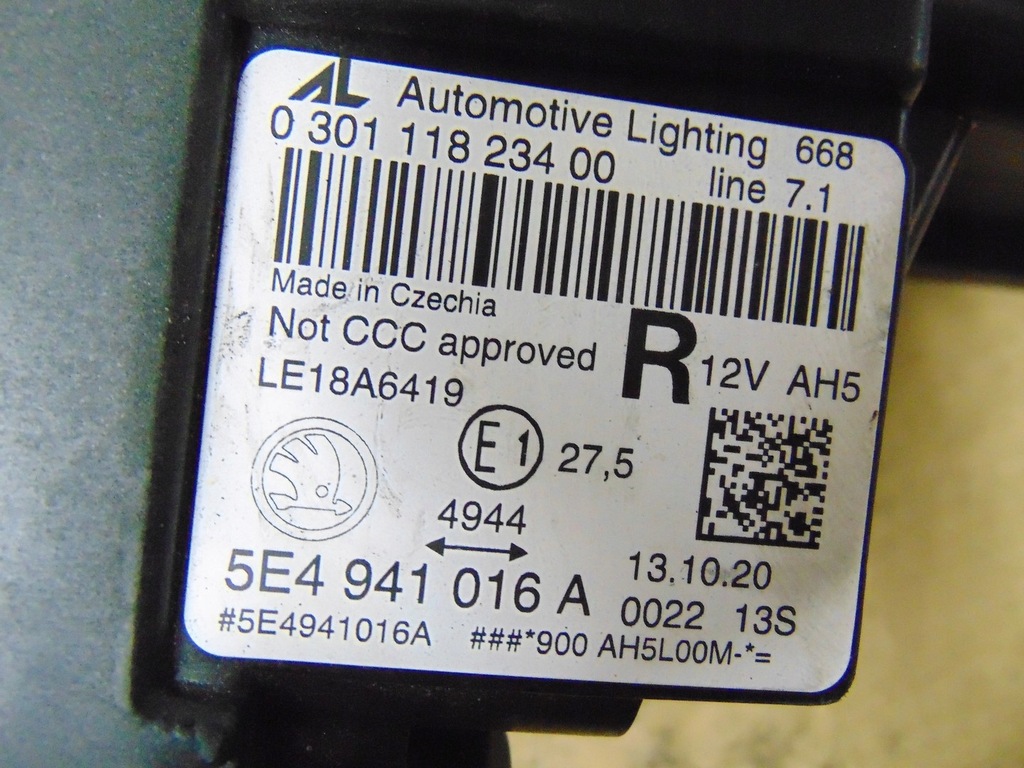 AL Automotive Lighting 668
0 301 118 234 00 line 7.1
Made in Czechia
Not CCC approved R 12V AH5
LE18A6419
E1 27,5
4944
5E4 941 016 A 13.10.20
0022 13S
#5E4941016A ###*900 AH5L00M-*=